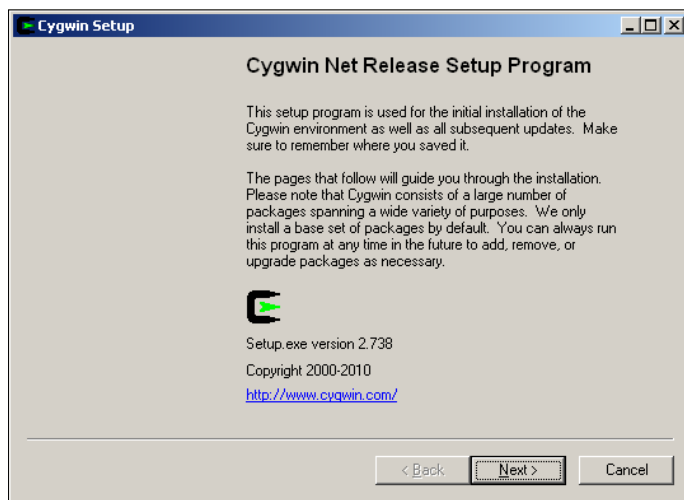 Cygwin Setup
Cygwin Net Release Setup Program
This setup program is used for the initial installation of the
Cygwin environment as well as all subsequent updates. Make
sure to remember where you saved it.
The pages that follow will guide you through the installation.
Please note that Cygwin consists of a large number of
packages spanning a wide variety of purposes. We only
install a base set of packages by default. You can always run
this program at any time in the future to add, remove, or
upgrade packages as necessary.
Setup.exe version 2.738
Copyright 2000-2010
http://www.cygwin.com/
< Back Next > Cancel